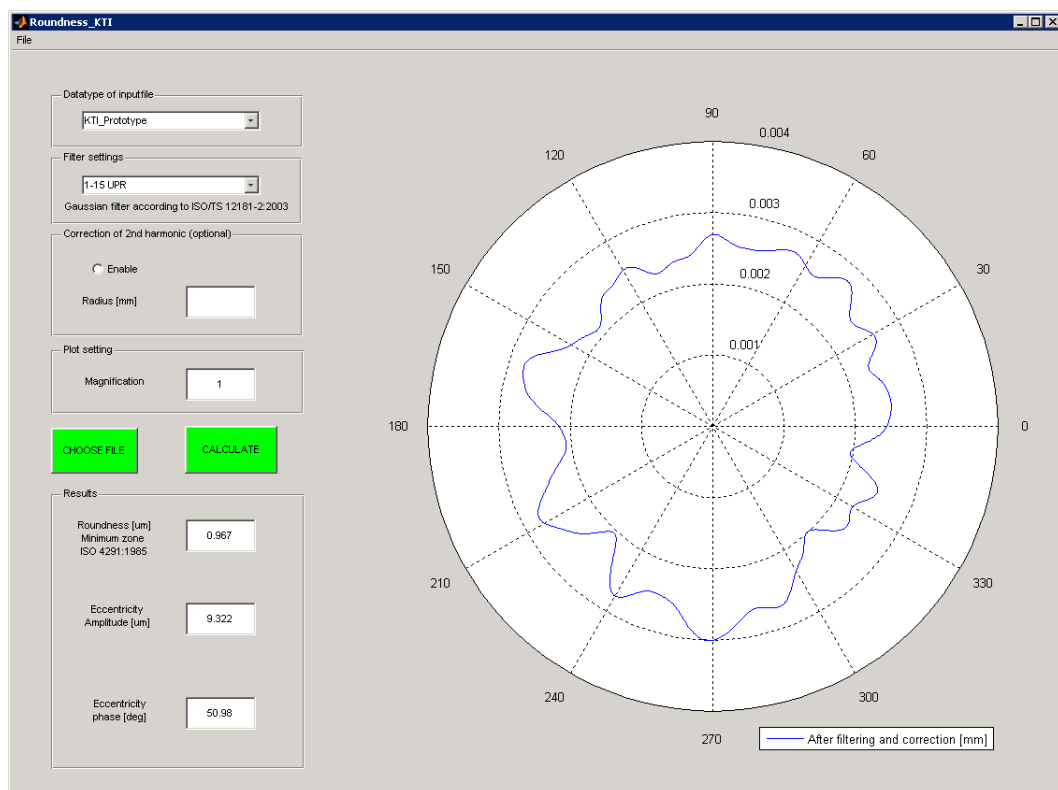 Roundness_KTI
File
Datatype of inputfile
KTI_Prototype
Filter settings
1-15 UPR
Gaussian filter according to ISO/TS 12181-2:2003
Correction of 2nd harmonic (optional)
Enable
Radius [mm]
Plot setting
Magnification
1
CHOOSE FILE
CALCULATE
Results
Roundness [um]
Minimum zone
ISO 4291:1985
0.967
Eccentricity
Amplitude [um]
9.322
Eccentricity
phase [deg]
50.98
90
0.004
120
60
0.003
150
0.002
30
0.001
180
0
210
330
240
300
270
After filtering and correction [mm]